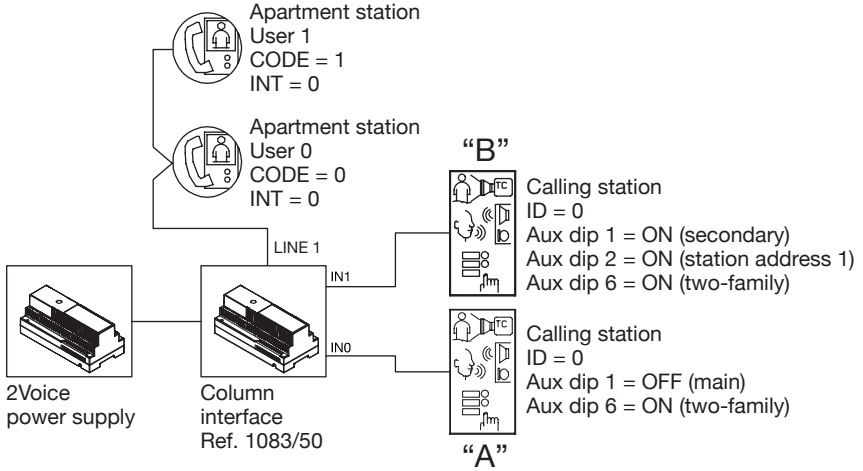 Apartment station
User 1
CODE = 1
INT = 0
Apartment station
User 0
CODE = 0
INT = 0
“B”
TC
Calling station
ID = 0
Aux dip 1 = ON (secondary)
Aux dip 2 = ON (station address 1)
Aux dip 6 = ON (two-family)
LINE 1
IN1
IN0
TC
Calling station
ID = 0
Aux dip 1 = OFF (main)
Aux dip 6 = ON (two-family)
“A”
2Voice
power supply
Column
interface
Ref. 1083/50